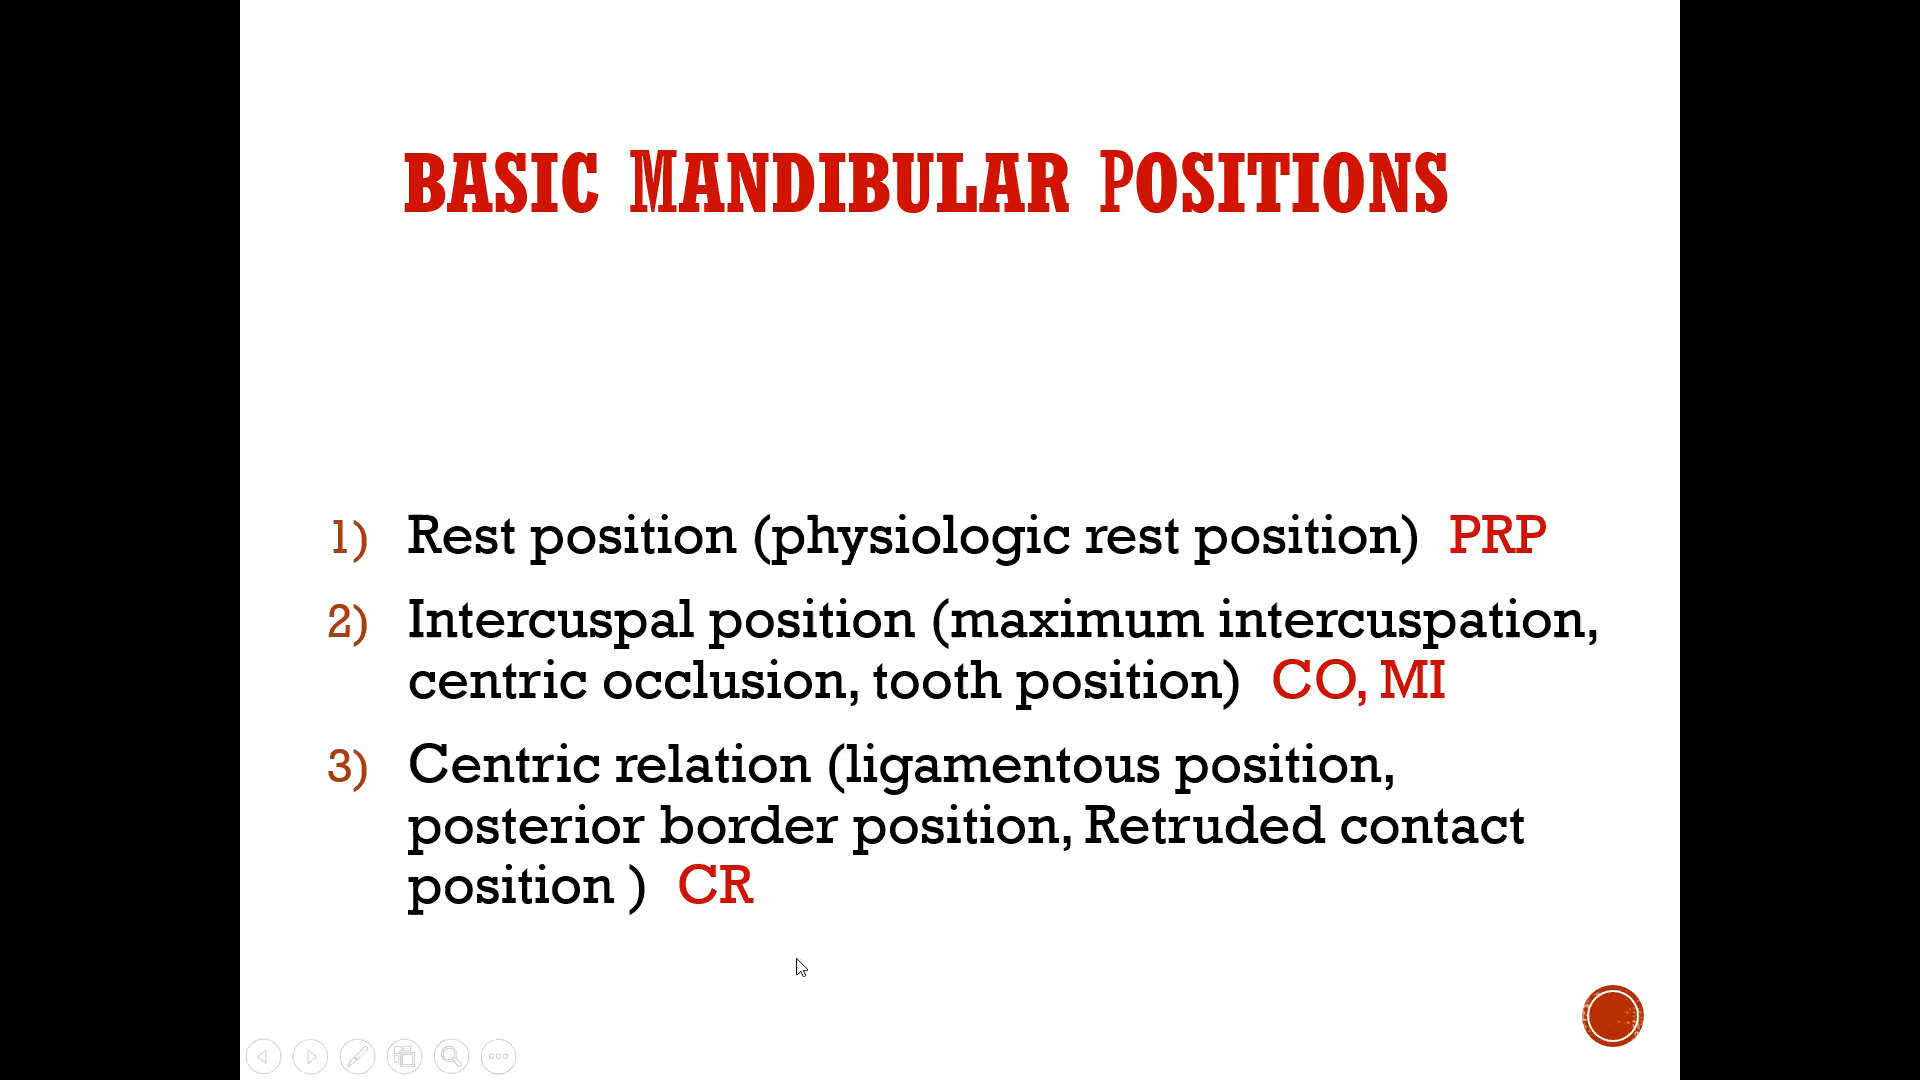 BASIC MANDIBULAR POSITIONS
1) Rest position (physiologic rest position) PRP
2) Intercuspal position (maximum intercuspation,
centric occlusion, tooth position) CO, MI
3) Centric relation (ligamentous position,
posterior border position, Retruded contact
position ) CR